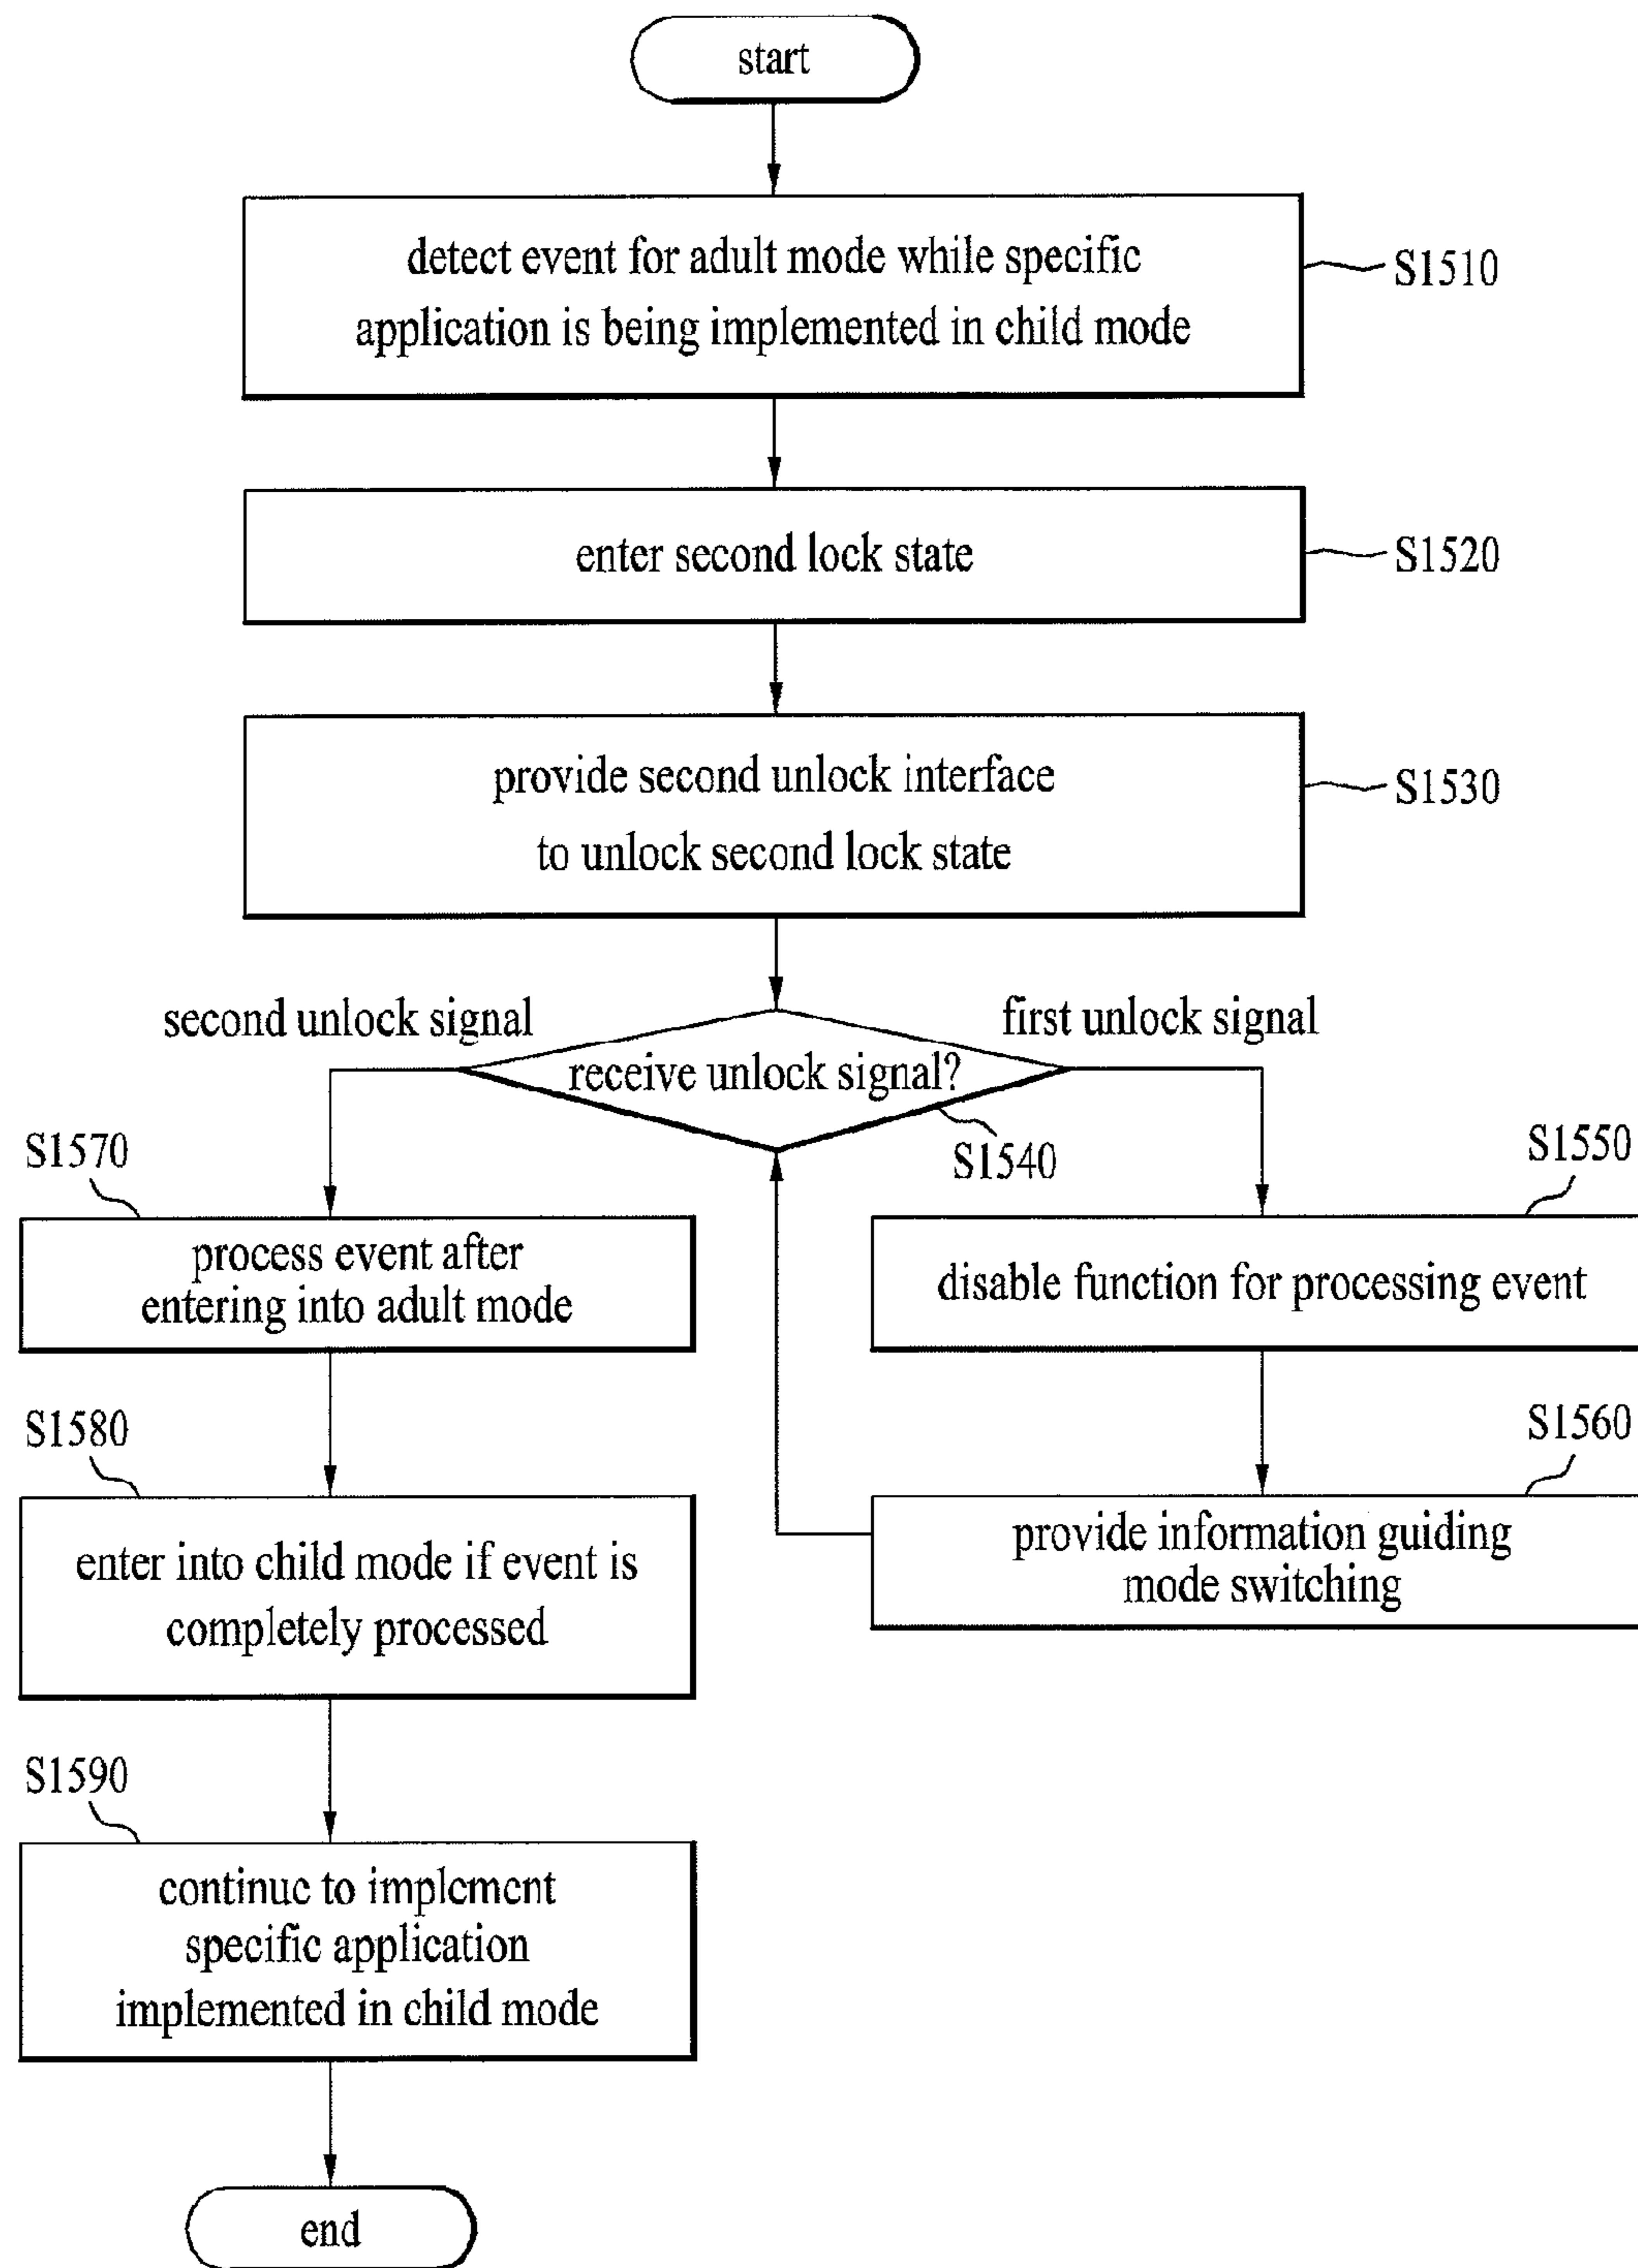 start
detect event for adult mode while specific
application is being implemented in child mode
S1510
enter second lock state
S1520
provide second unlock interface
to unlock second lock state
S1530
second unlock signal
first unlock signal
receive unlock signal?
S1540
S1570
process event after
entering into adult mode
S1550
disable function for processing event
S1580
enter into child mode if event is
completely processed
S1560
provide information guiding
mode switching
S1590
continue to implement
specific application
implemented in child mode
end